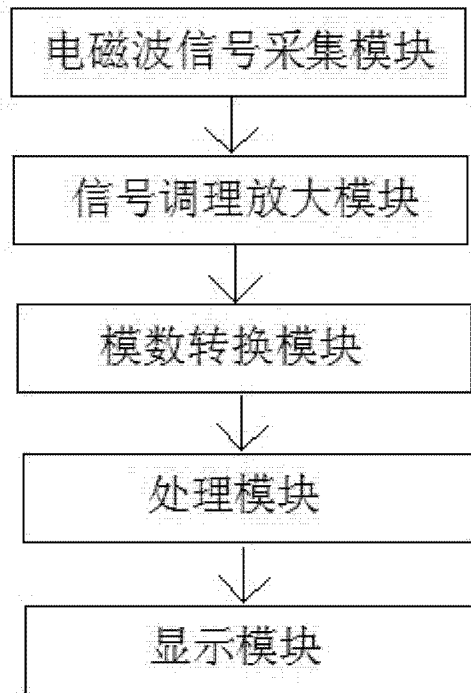 电磁波信号采集模块
信号调理放大模块
模数转换模块
处理模块
显示模块